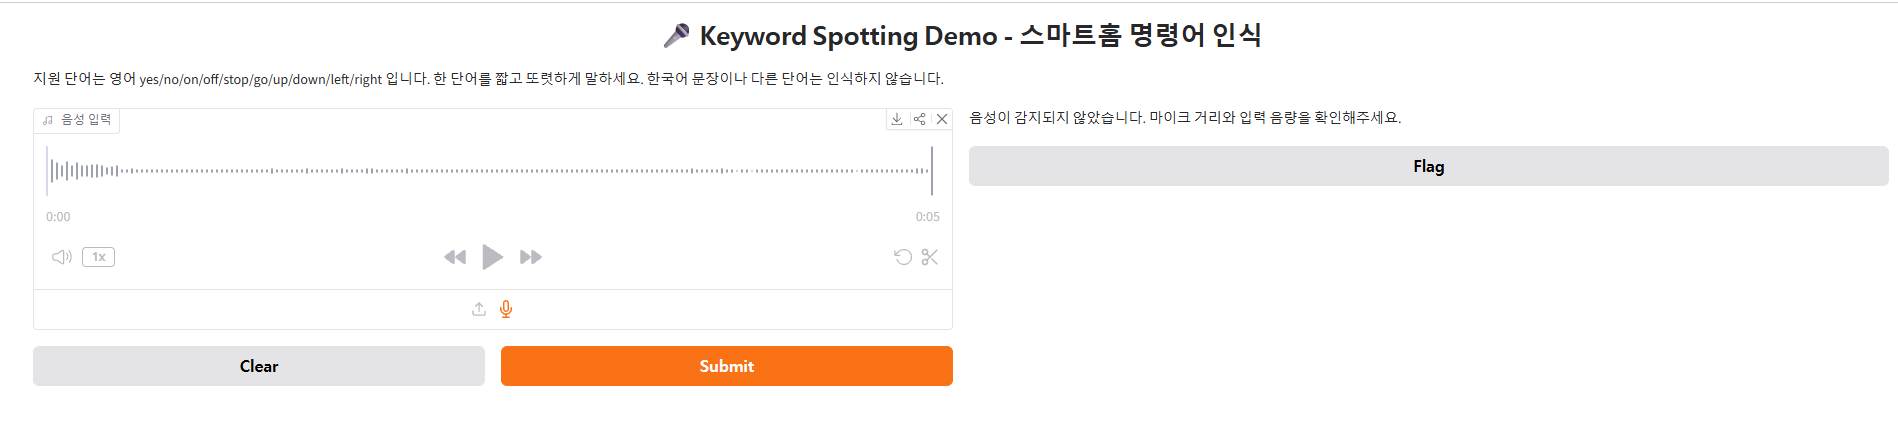 🎤 Keyword Spotting Demo - 스마트홈 명령어 인식
지원 단어는 영어 yes/no/on/off/stop/go/up/down/left/right 입니다. 한 단어를 짧고 또렷하게 말하세요. 한국어 문장이나 다른 단어는 인식하지 않습니다.
음성 입력
0:00
0:05
1x
Clear
Submit
음성이 감지되지 않았습니다. 마이크 거리와 입력 음량을 확인해주세요.
Flag